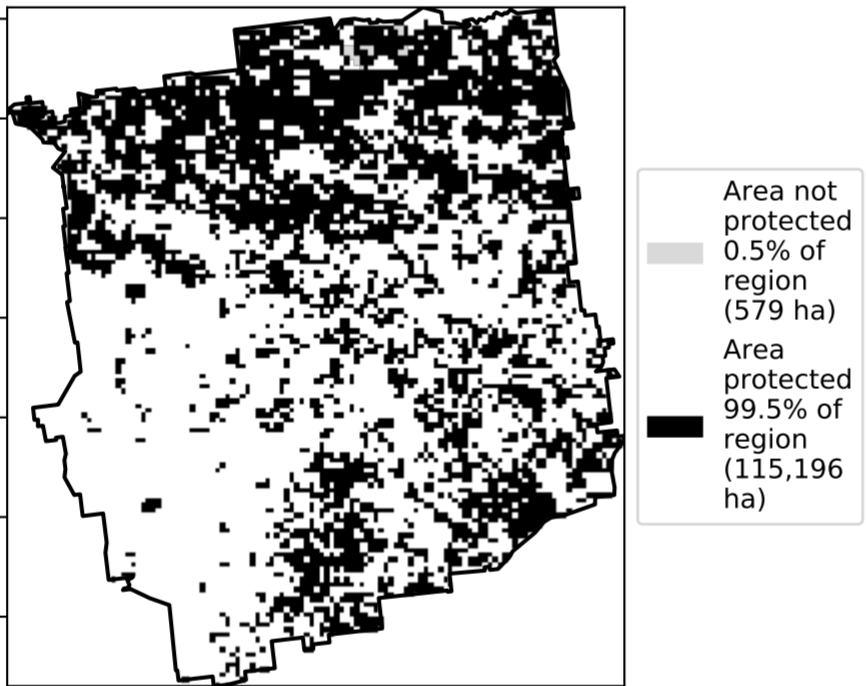 Area not
protected
0.5% of
region
(579 ha)
Area
protected
99.5% of
region
(115,196
ha)